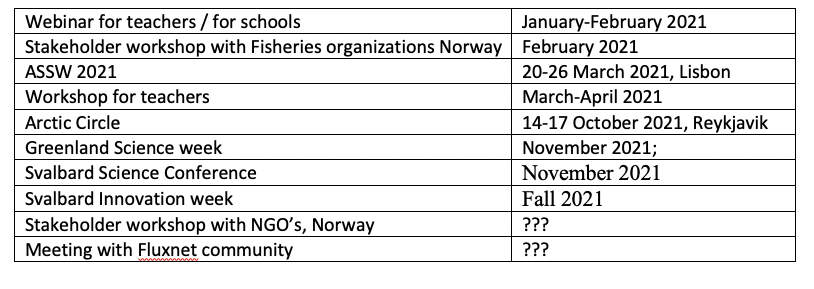 Webinar for teachers / for schools January-February 2021
Stakeholder workshop with Fisheries organizations Norway February 2021
ASSW 2021 20-26 March 2021, Lisbon
Workshop for teachers March-April 2021
Arctic Circle 14-17 October 2021, Reykjavik
Greenland Science week November 2021;
Svalbard Science Conference November 2021
Svalbard Innovation week Fall 2021
Stakeholder workshop with NGO’s, Norway ???
Meeting with Fluxnet community ???